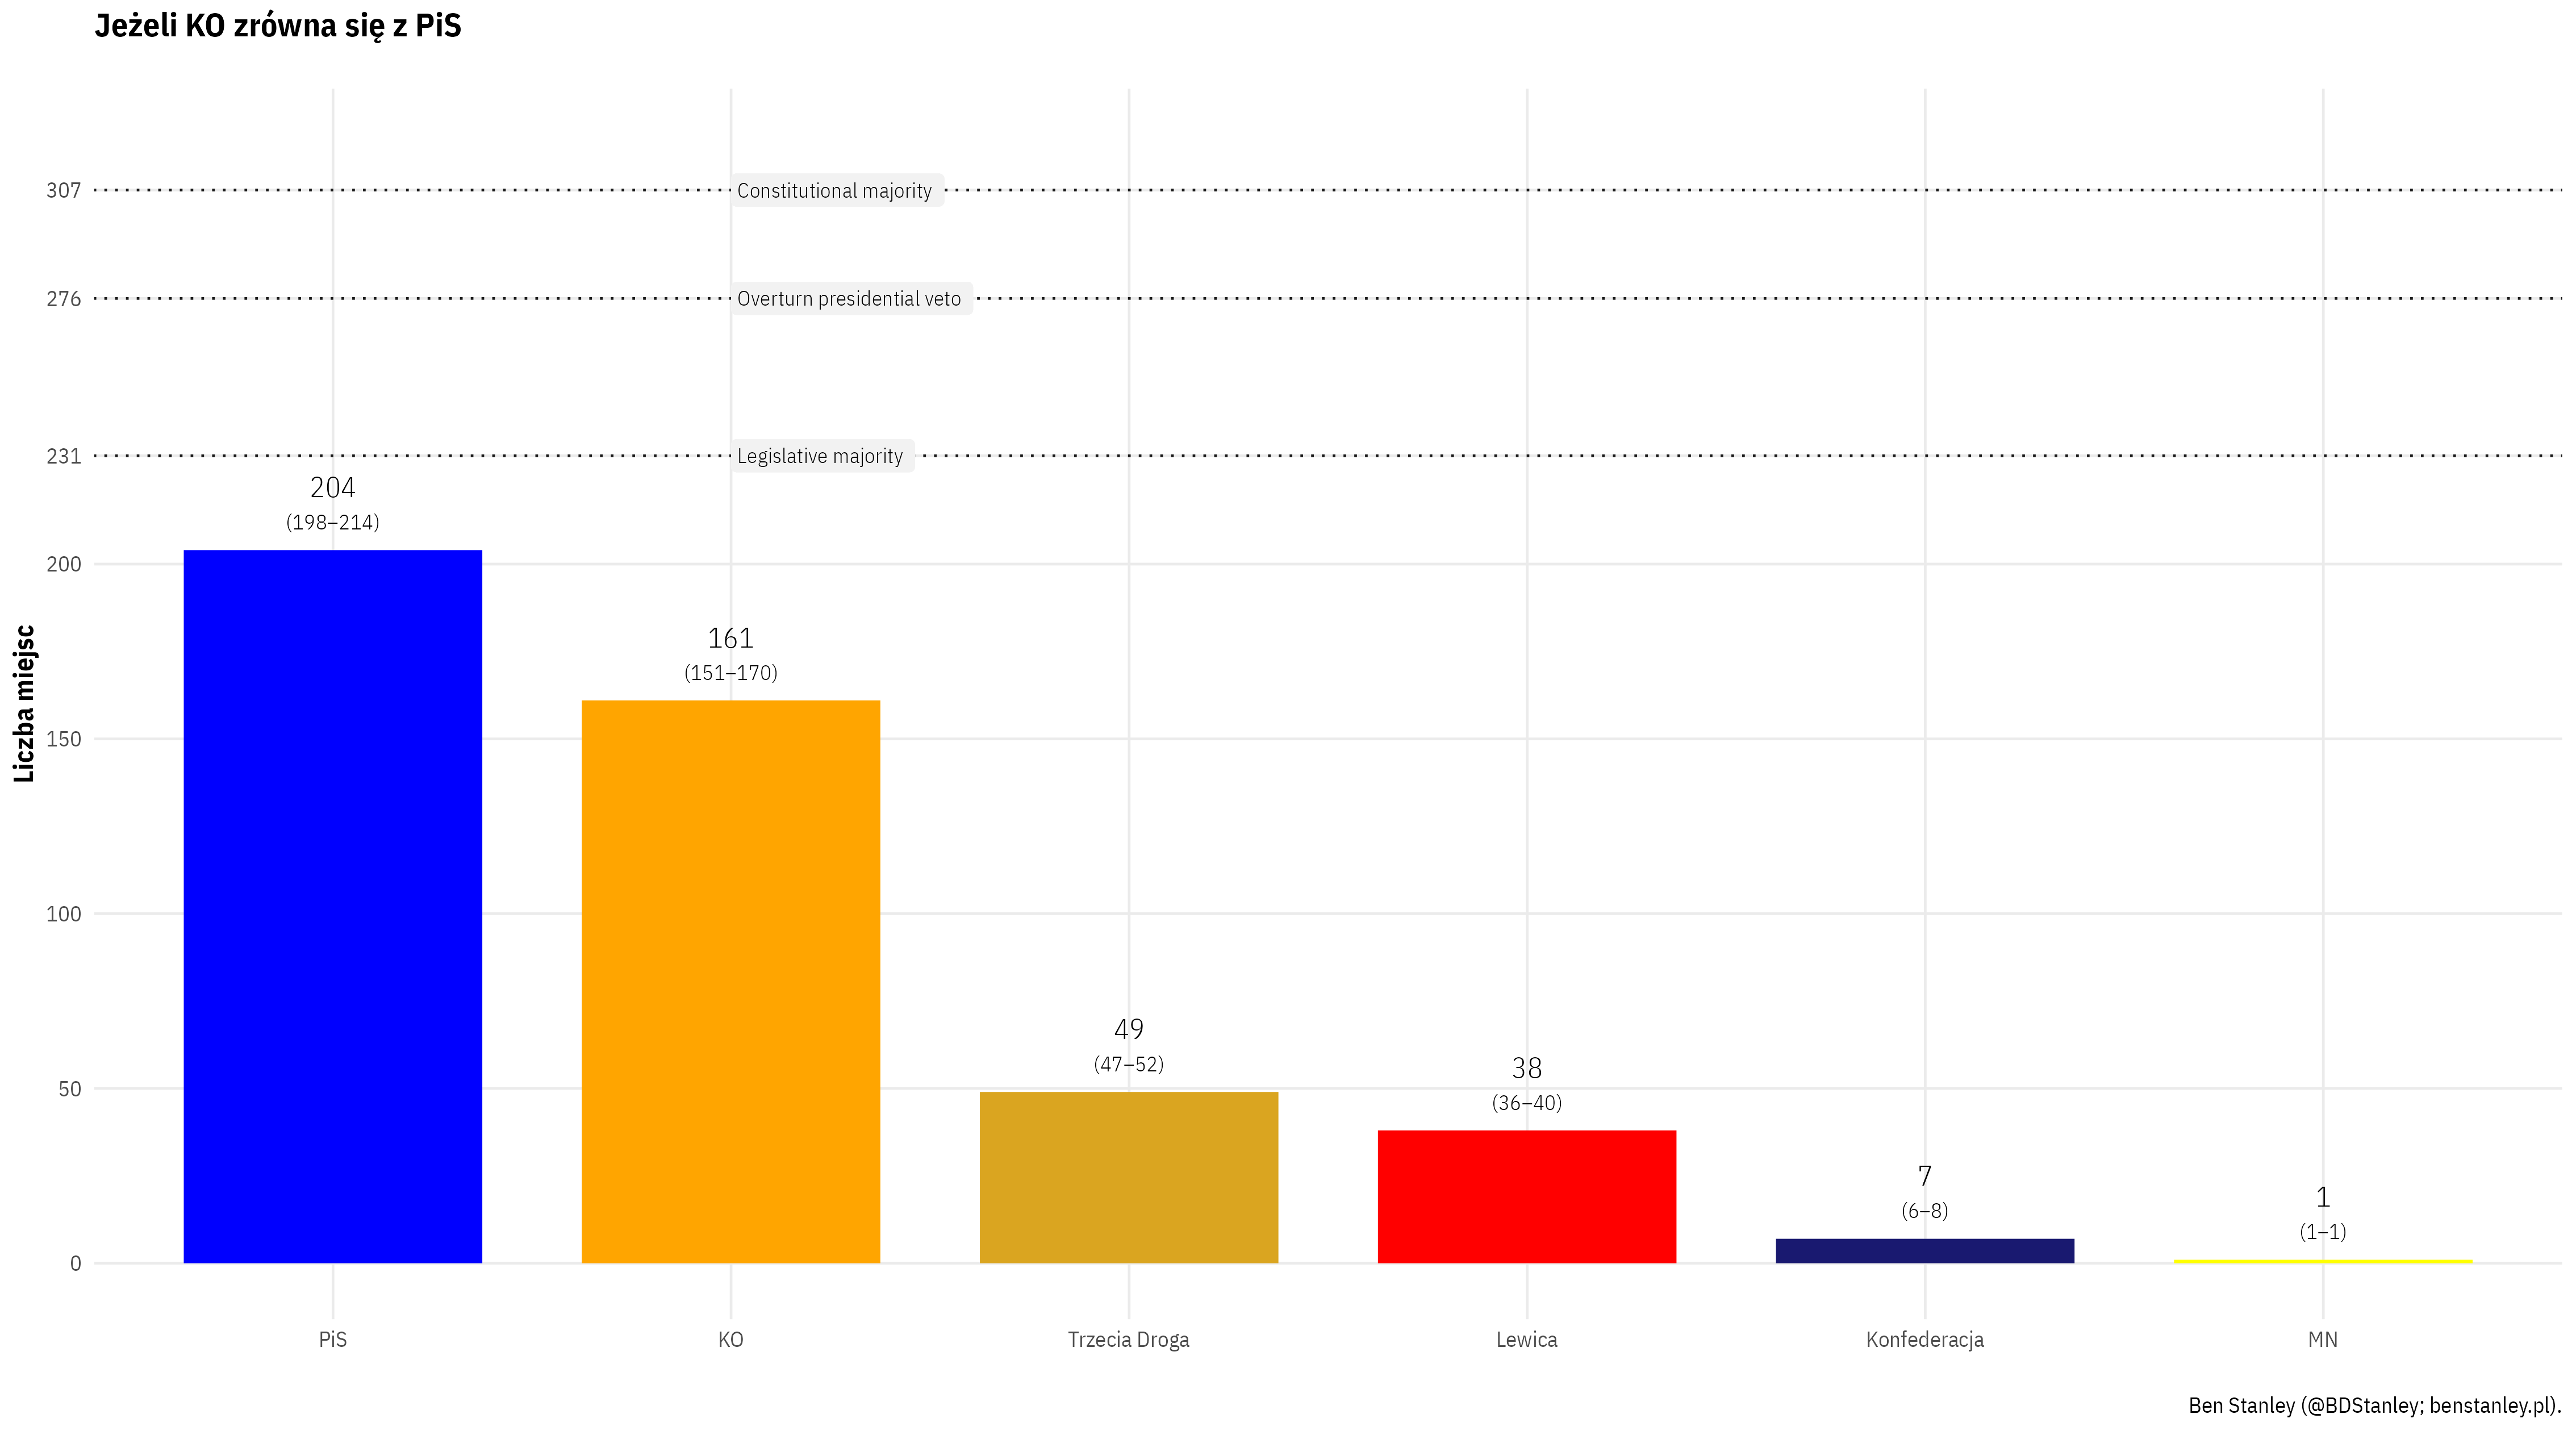 Jeżeli KO zrówna się z PiS
307
Constitutional majority
276
Overturn presidential veto
231
Legislative majority
204
(198–214)
200
161
(151–170)
150
Liczba miejsc
100
49
(47–52)
38
(36–40)
50
7
(6–8)
1
(1–1)
0
PiS
KO
Trzecia Droga
Lewica
Konfederacja
MN
Ben Stanley (@BDStanley; benstanley.pl).